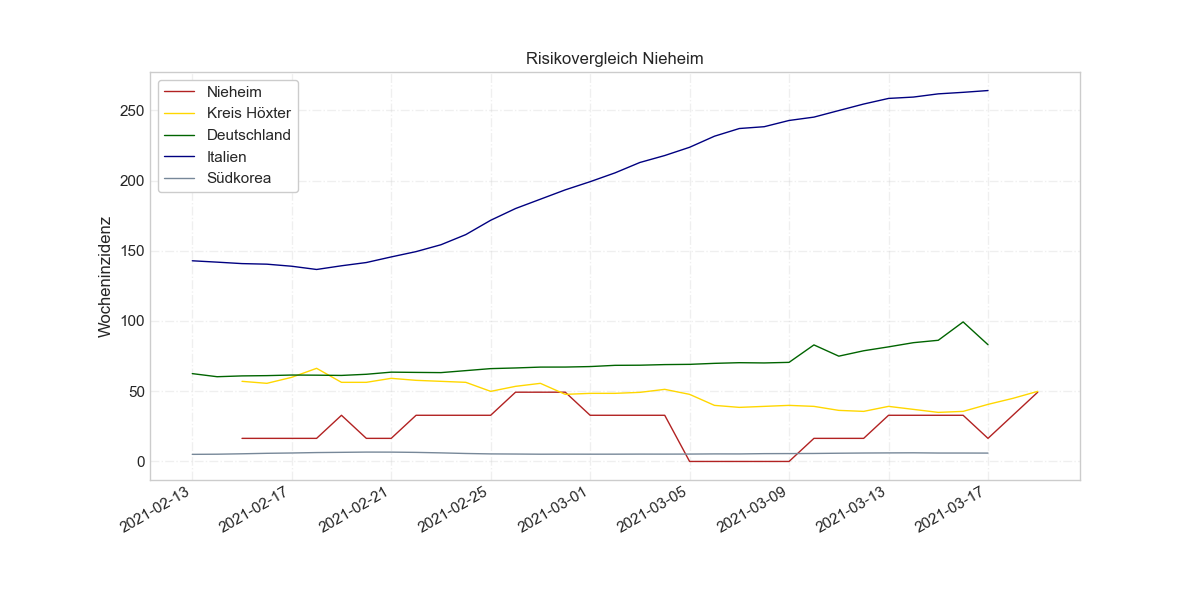 Risikovergleich Nieheim
Nieheim
Kreis Höxter
Deutschland
Italien
Südkorea
Wocheninzidenz
250
200
150
100
50
0
2021-02-13
2021-02-17
2021-02-21
2021-02-25
2021-03-01
2021-03-05
2021-03-09
2021-03-13
2021-03-17